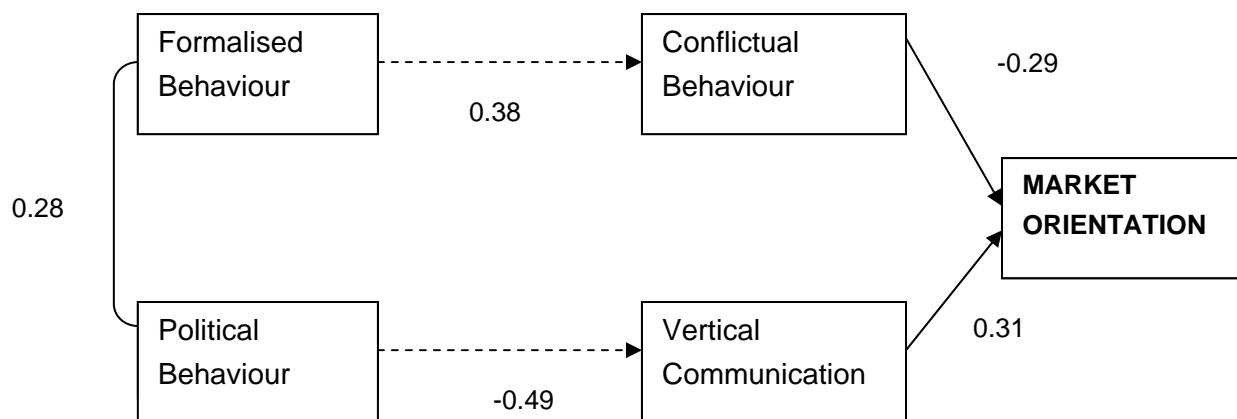 Formalised
Behaviour
Conflictual
Behaviour
-0.29
0.38
MARKET
ORIENTATION
0.28
Political
Behaviour
Vertical
Communication
0.31
-0.49